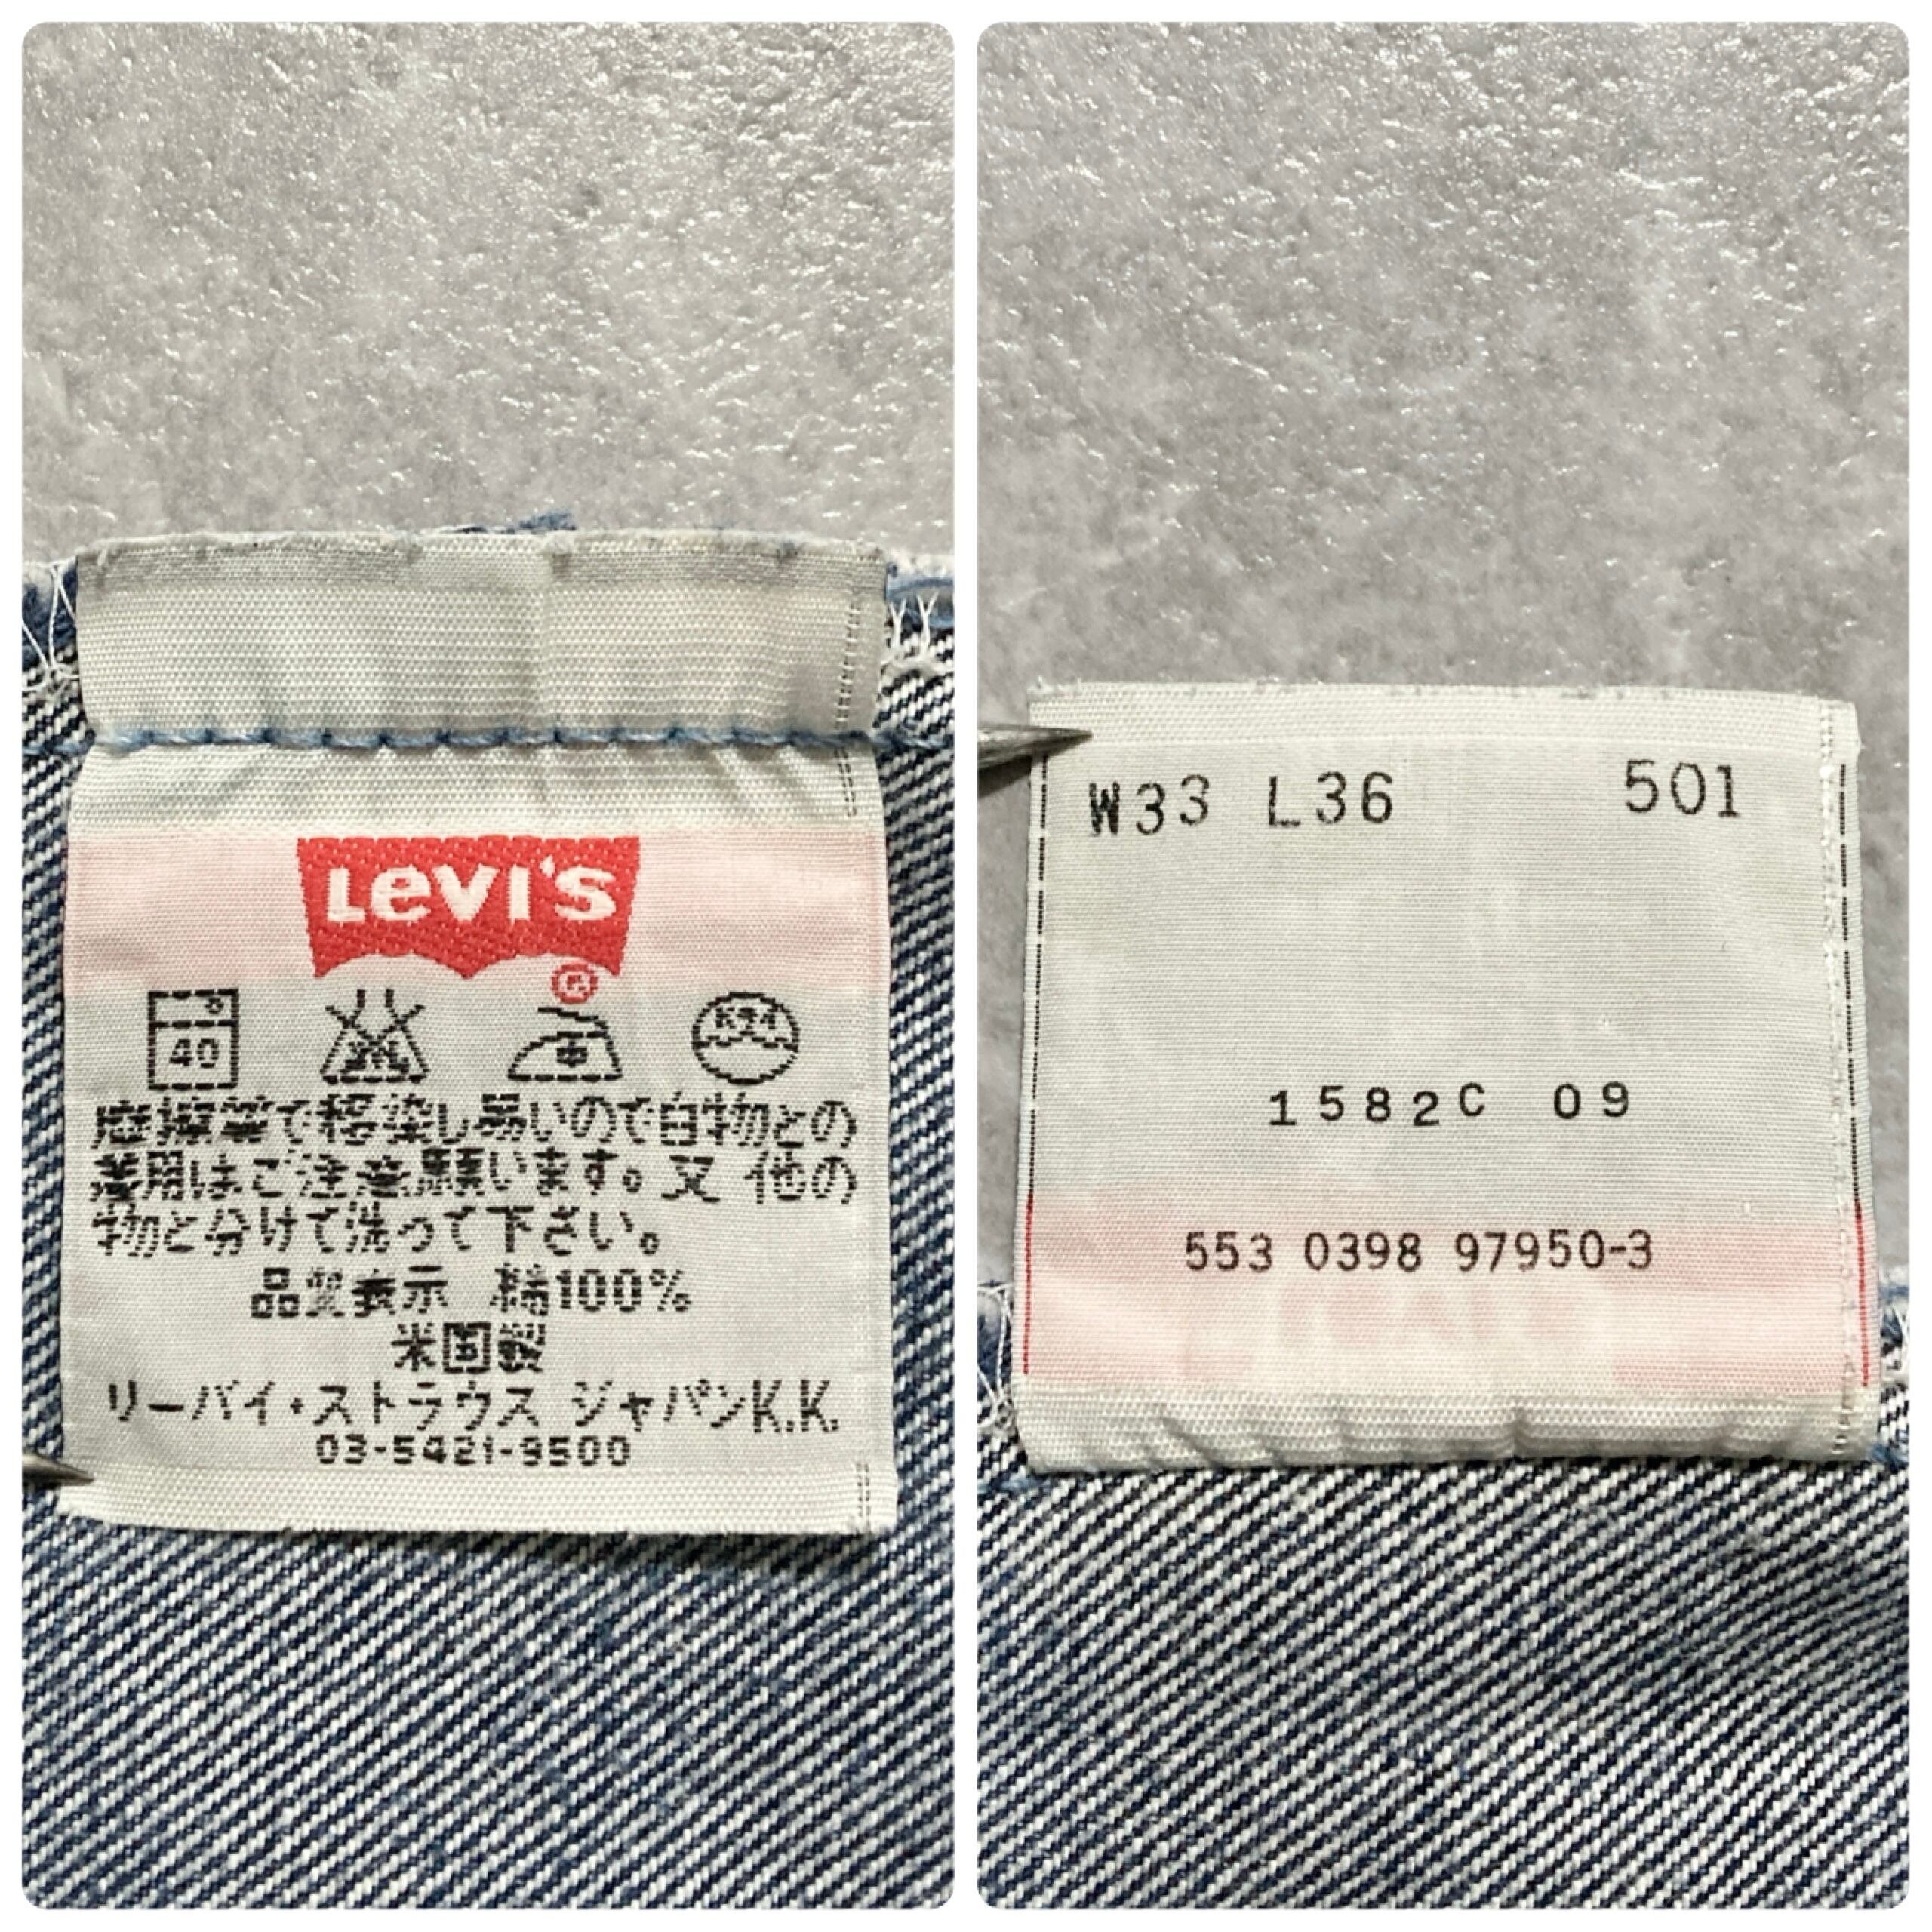 Levi's
®
40
摩擦等で移染し易いので白物との
着用はご注意願います。又 他の
物と分けて洗って下さい。
品質表示 綿100%
米国製
リーバイ・ストラウス ジャパンK.K.
03-5421-9500
W33 L36 501
1582C 09
553 0398 97950-3